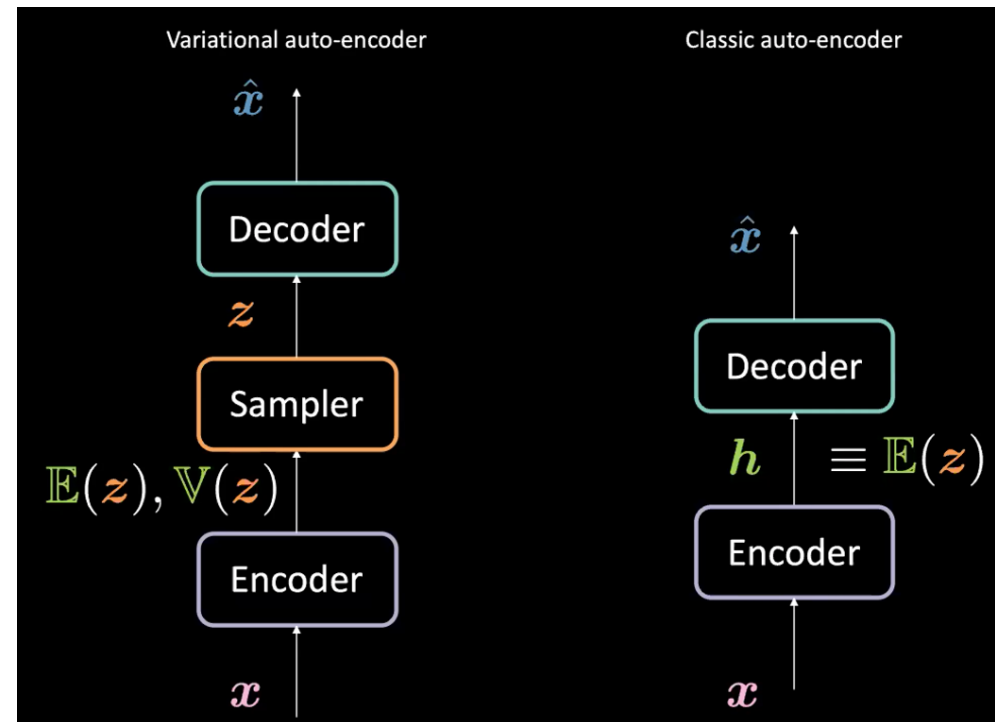 Variational auto-encoder
x̂
Decoder
z
Sampler
𝔼(z), 𝕍(z)
Encoder
x
Classic auto-encoder
x̂
Decoder
h ≡ 𝔼(z)
Encoder
x